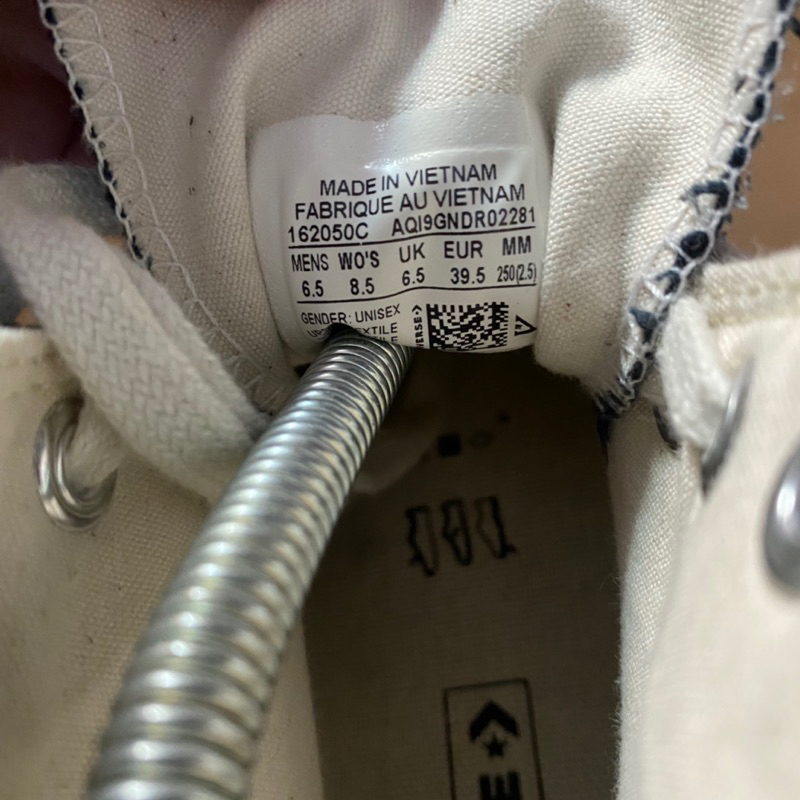 MADE IN VIETNAM
FABRIQUE AU VIETNAM
162050C AQI9GNDR02281
MENS WO'S UK EUR MM
6.5 8.5 6.5 39.5 250(2.5)
GENDER: UNISEX